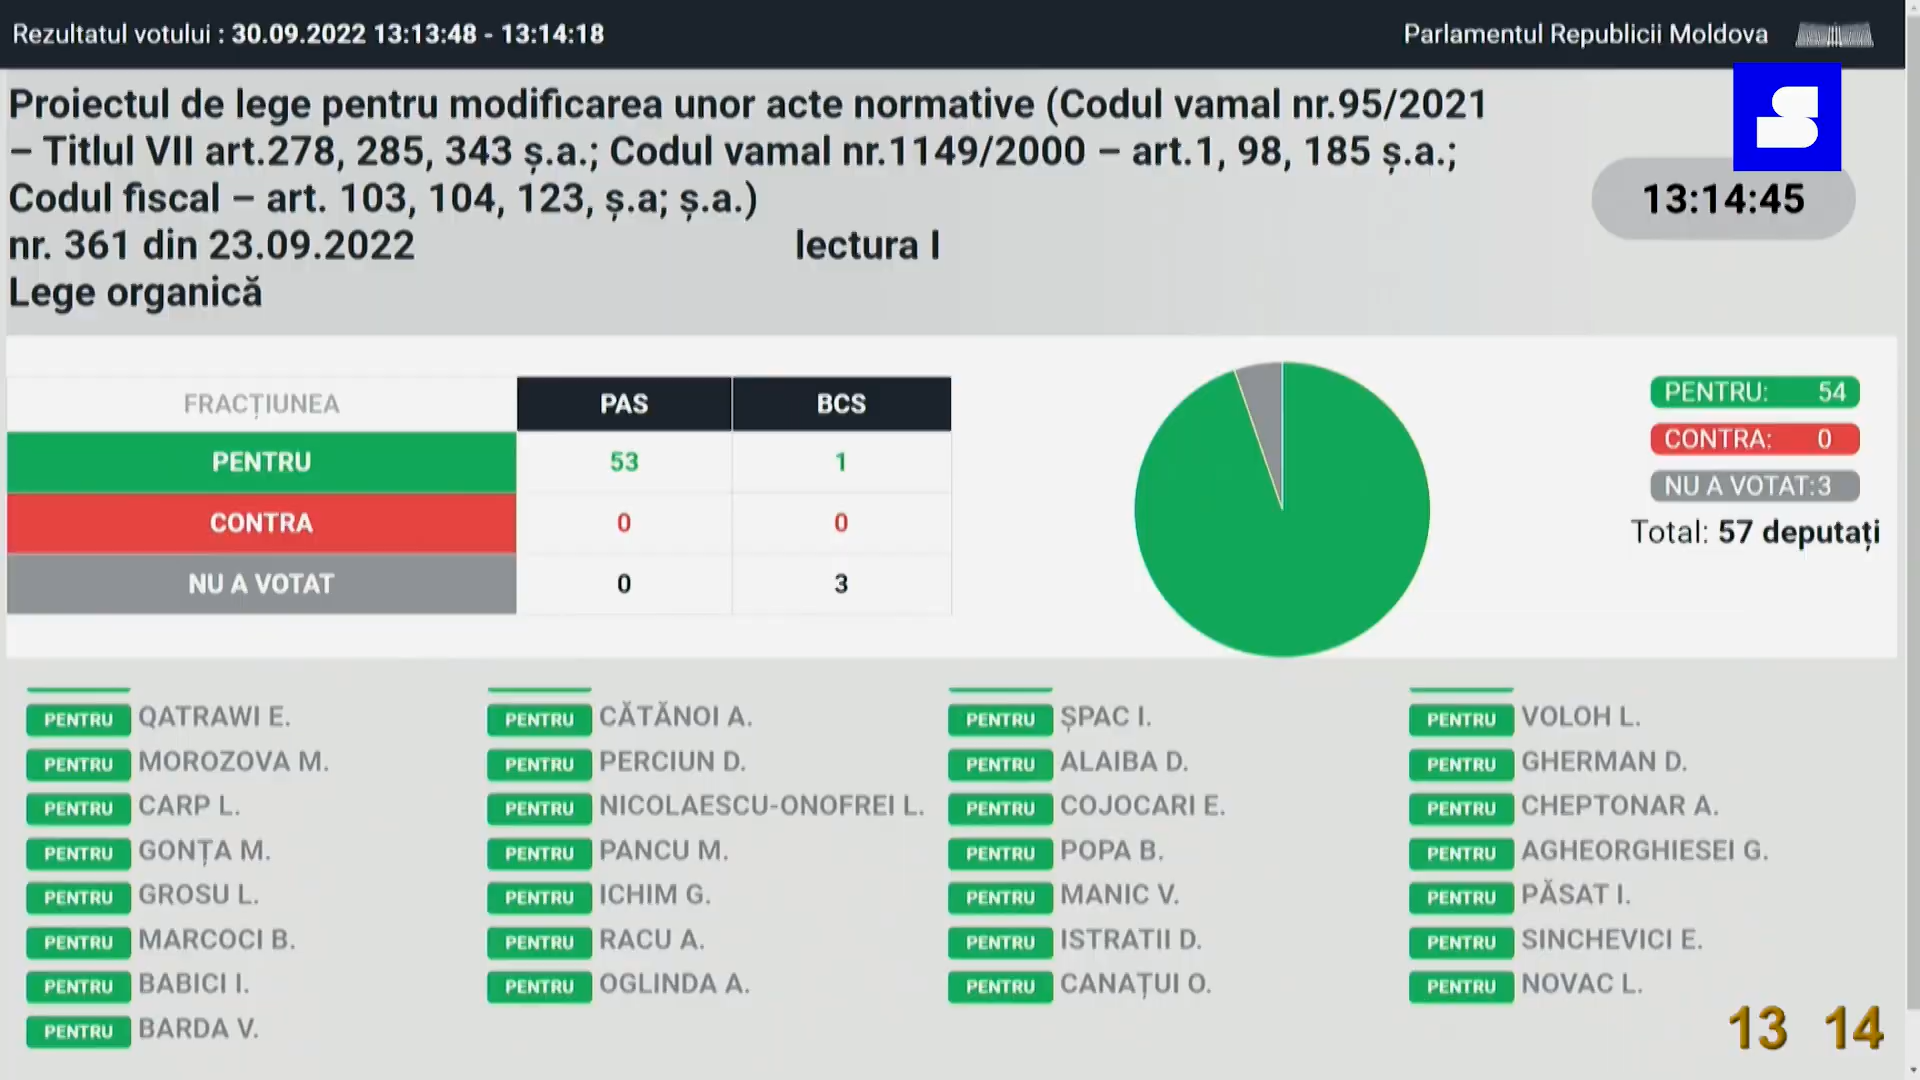 Rezultatul votului : 30.09.2022 13:13:48 - 13:14:18
Parlamentul Republicii Moldova
Proiectul de lege pentru modificarea unor acte normative (Codul vamal nr.95/2021
– Titlul VII art.278, 285, 343 ș.a.; Codul vamal nr.1149/2000 – art.1, 98, 185 ș.a.;
Codul fiscal – art. 103, 104, 123, ș.a; ș.a.)
nr. 361 din 23.09.2022 lectura I
Lege organică
S
13:14:45
FRACȚIUNEA PAS BCS
PENTRU 53 1
CONTRA 0 0
NU A VOTAT 0 3
PENTRU: 54
CONTRA: 0
NU A VOTAT:3
Total: 57 deputați
PENTRU QATRAWI E. PENTRU CĂTĂNOI A. PENTRU ȘPAC I. PENTRU VOLOH L.
PENTRU MOROZOVA M. PENTRU PERCIUN D. PENTRU ALAIBA D. PENTRU GHERMAN D.
PENTRU CARP L. PENTRU NICOLAESCU-ONOFREI L. PENTRU COJOCARI E. PENTRU CHEPTONAR A.
PENTRU GONȚA M. PENTRU PANCU M. PENTRU POPA B. PENTRU AGHEORGHIESEI G.
PENTRU GROSU L. PENTRU ICHIM G. PENTRU MANIC V. PENTRU PĂSAT I.
PENTRU MARCOCI B. PENTRU RACU A. PENTRU ISTRATII D. PENTRU SINCHEVICI E.
PENTRU BABICI I. PENTRU OGLINDA A. PENTRU CANAȚUI O. PENTRU NOVAC L.
PENTRU BARDA V.
13 14